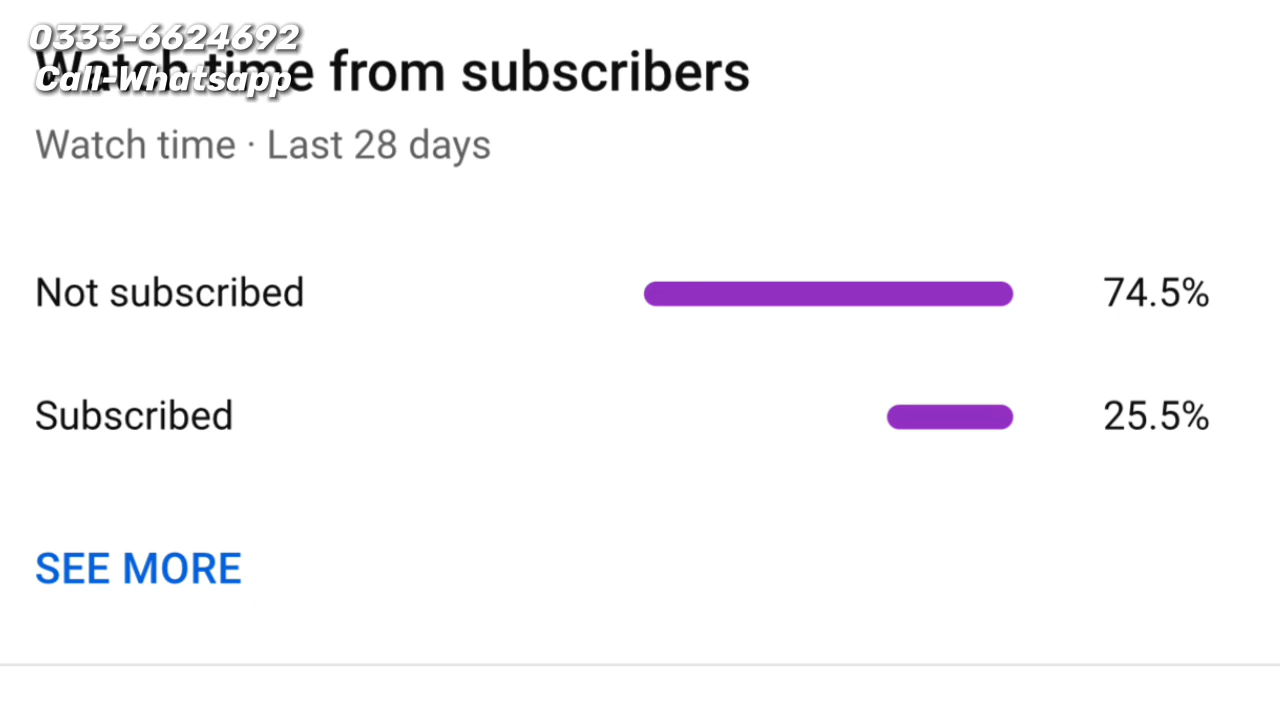 0333-6624692
Call-Whatsapp
Watch time from subscribers
Watch time · Last 28 days
Not subscribed 74.5%
Subscribed 25.5%
SEE MORE